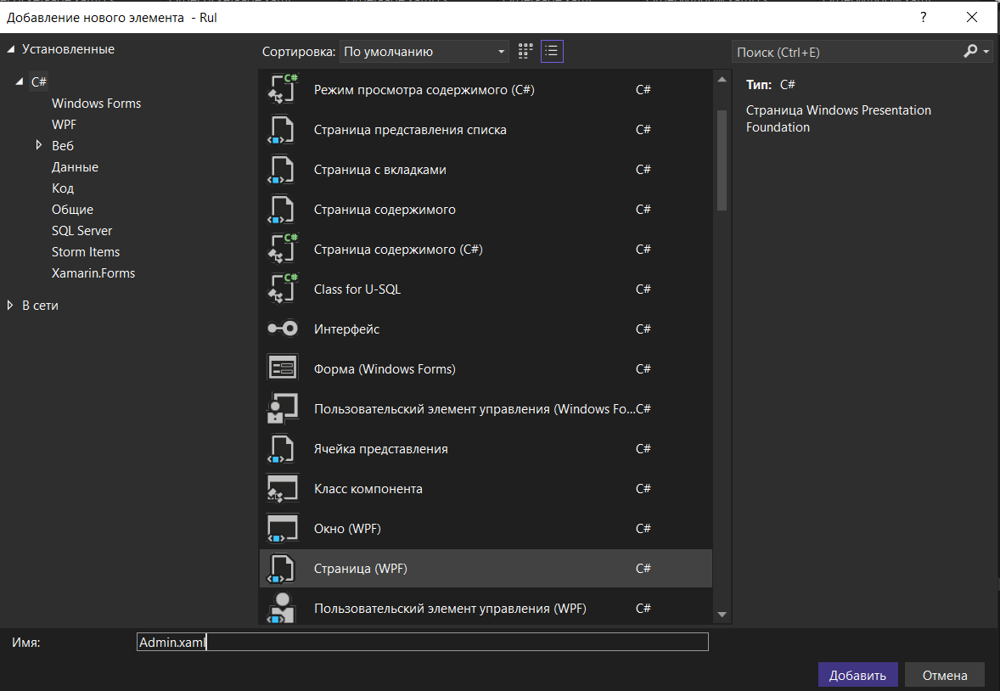 Добавление нового элемента - Rul
?
Установленные
C#
Windows Forms
WPF
Веб
Данные
Код
Общие
SQL Server
Storm Items
Xamarin.Forms
В сети
Сортировка: По умолчанию
Режим просмотра содержимого (C#) C#
Страница представления списка C#
Страница с вкладками C#
Страница содержимого C#
Страница содержимого (C#) C#
Class for U-SQL C#
Интерфейс C#
Форма (Windows Forms) C#
Пользовательский элемент управления (Windows Fo... C#
Ячейка представления C#
Класс компонента C#
Окно (WPF) C#
Страница (WPF) C#
Пользовательский элемент управления (WPF) C#
Поиск (Ctrl+E)
Тип: C#
Страница Windows Presentation
Foundation
Имя: Admin.xaml
Добавить Отмена